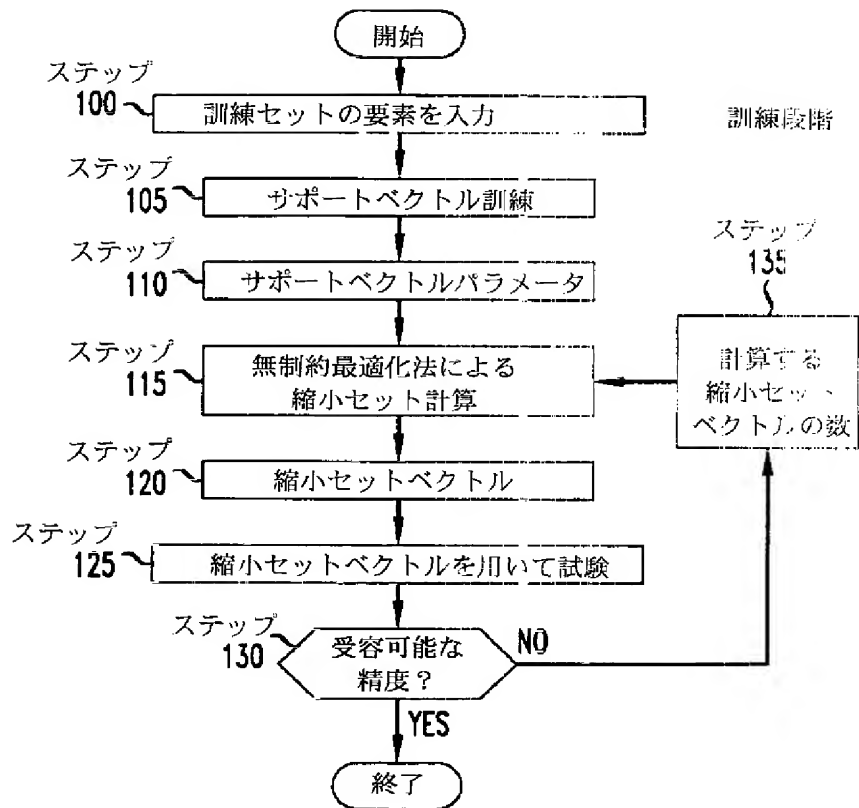 開始
ステップ
100
訓練セットの要素を入力
訓練段階
ステップ
105
サポートベクトル訓練
ステップ
110
サポートベクトルパラメータ
ステップ
135
計算する
縮小セット
ベクトルの数
ステップ
115
無制約最適化法による
縮小セット計算
ステップ
120
縮小セットベクトル
ステップ
125
縮小セットベクトルを用いて試験
ステップ
130
受容可能な
精度?
NO
YES
終了